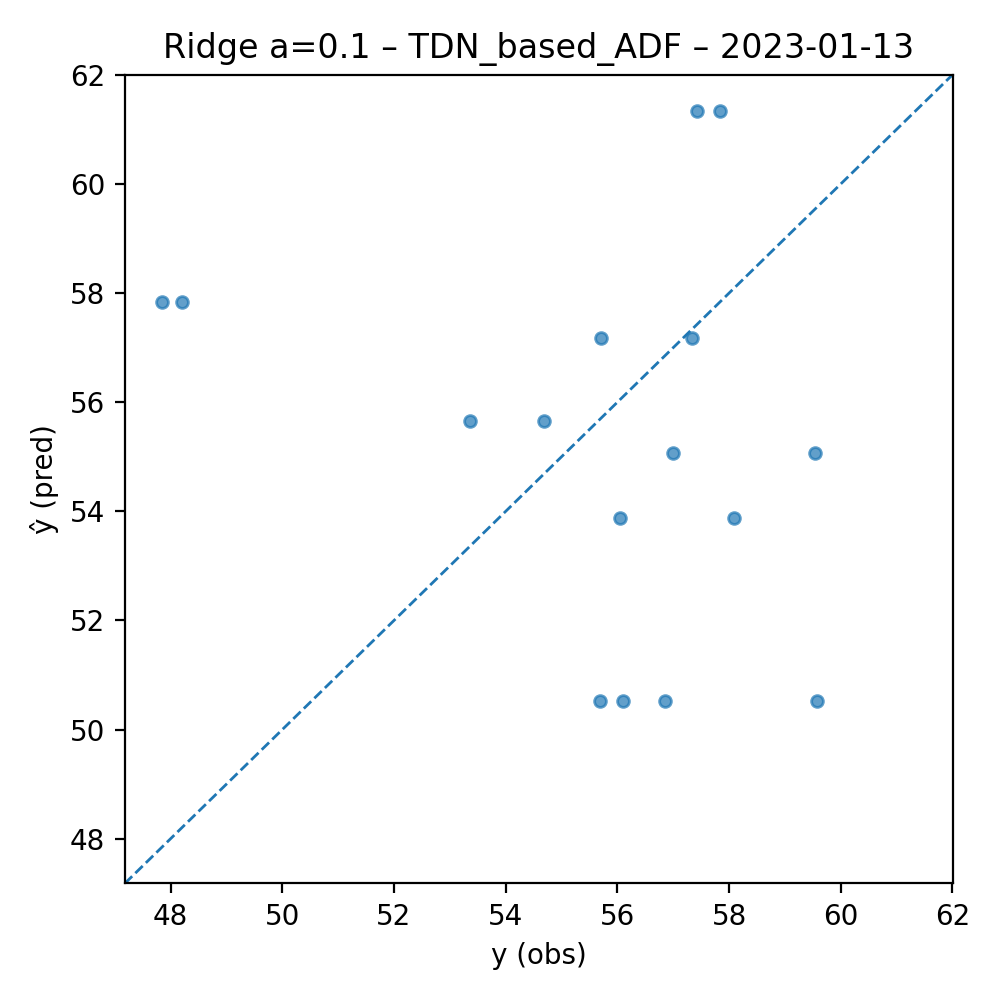 Ridge a=0.1 – TDN_based_ADF – 2023-01-13
62
60
58
56
54
52
50
48
ŷ (pred)
48 50 52 54 56 58 60 62
y (obs)